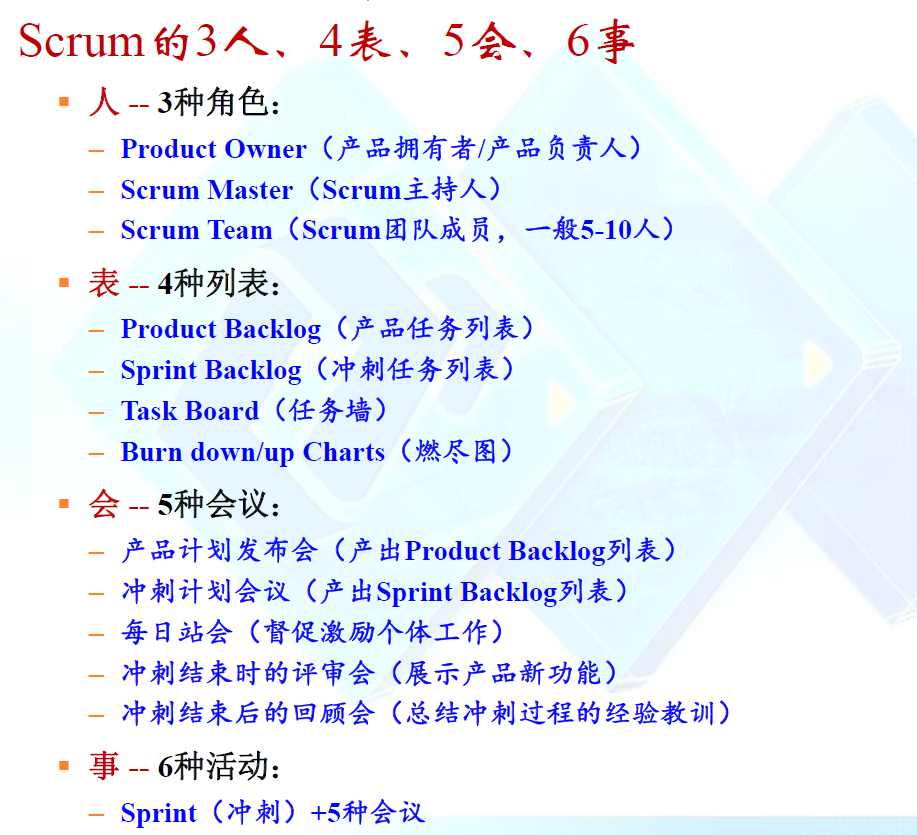 Scrum的3人、4表、5会、6事
▪ 人 -- 3种角色：
– Product Owner（产品拥有者/产品负责人）
– Scrum Master（Scrum主持人）
– Scrum Team（Scrum团队成员，一般5-10人）
▪ 表 -- 4种列表：
– Product Backlog（产品任务列表）
– Sprint Backlog（冲刺任务列表）
– Task Board（任务墙）
– Burn down/up Charts（燃尽图）
▪ 会 -- 5种会议：
– 产品计划发布会（产出Product Backlog列表）
– 冲刺计划会议（产出Sprint Backlog列表）
– 每日站会（督促激励个体工作）
– 冲刺结束时的评审会（展示产品新功能）
– 冲刺结束后的回顾会（总结冲刺过程的经验教训）
▪ 事 -- 6种活动：
– Sprint（冲刺）+5种会议